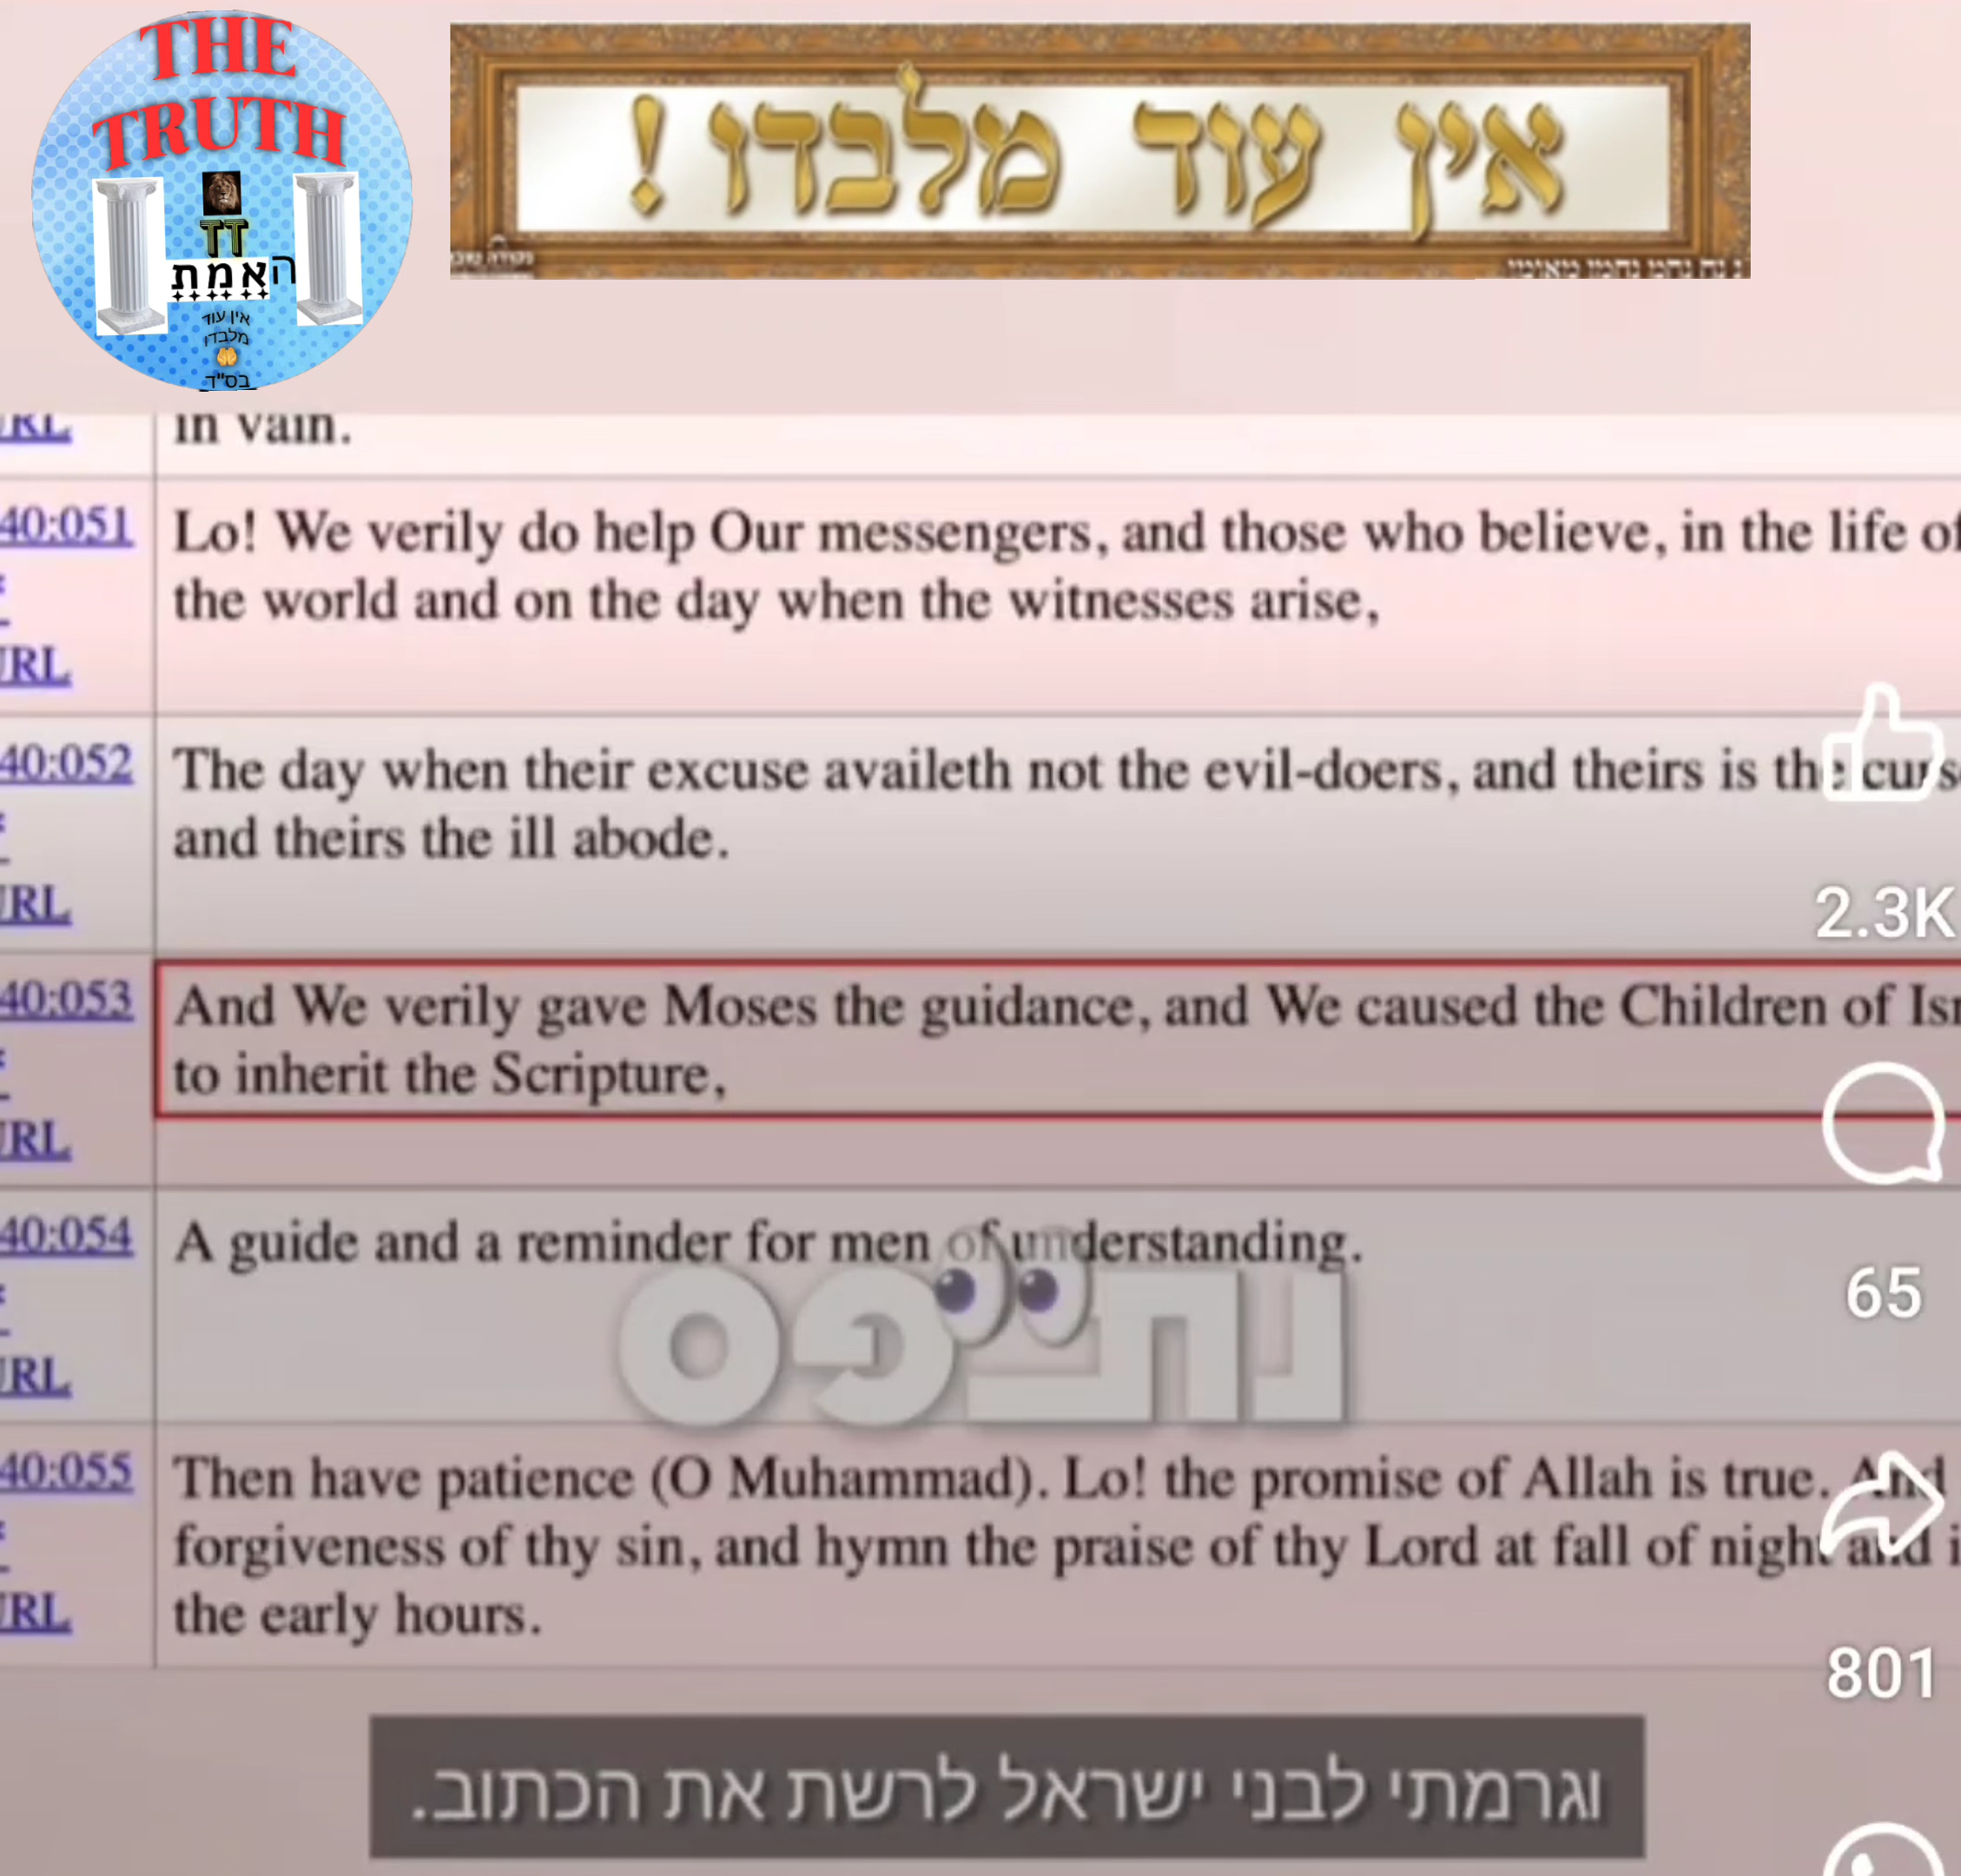 THE
TRUTH
דז
האמת
אין עוד
מלבדו
בס"ד
אין עוד מלבדו!
in vain.
40:051 Lo! We verily do help Our messengers, and those who believe, in the life of
the world and on the day when the witnesses arise,
URL
40:052 The day when their excuse availeth not the evil-doers, and theirs is the curs
and theirs the ill abode.
URL
2.3K
40:053 And We verily gave Moses the guidance, and We caused the Children of Isr
to inherit the Scripture,
URL
40:054 A guide and a reminder for men of understanding.
נתפס
65
URL
40:055 Then have patience (O Muhammad). Lo! the promise of Allah is true. And
forgiveness of thy sin, and hymn the praise of thy Lord at fall of night and i
the early hours.
URL
801
וגרמתי לבני ישראל לרשת את הכתוב.